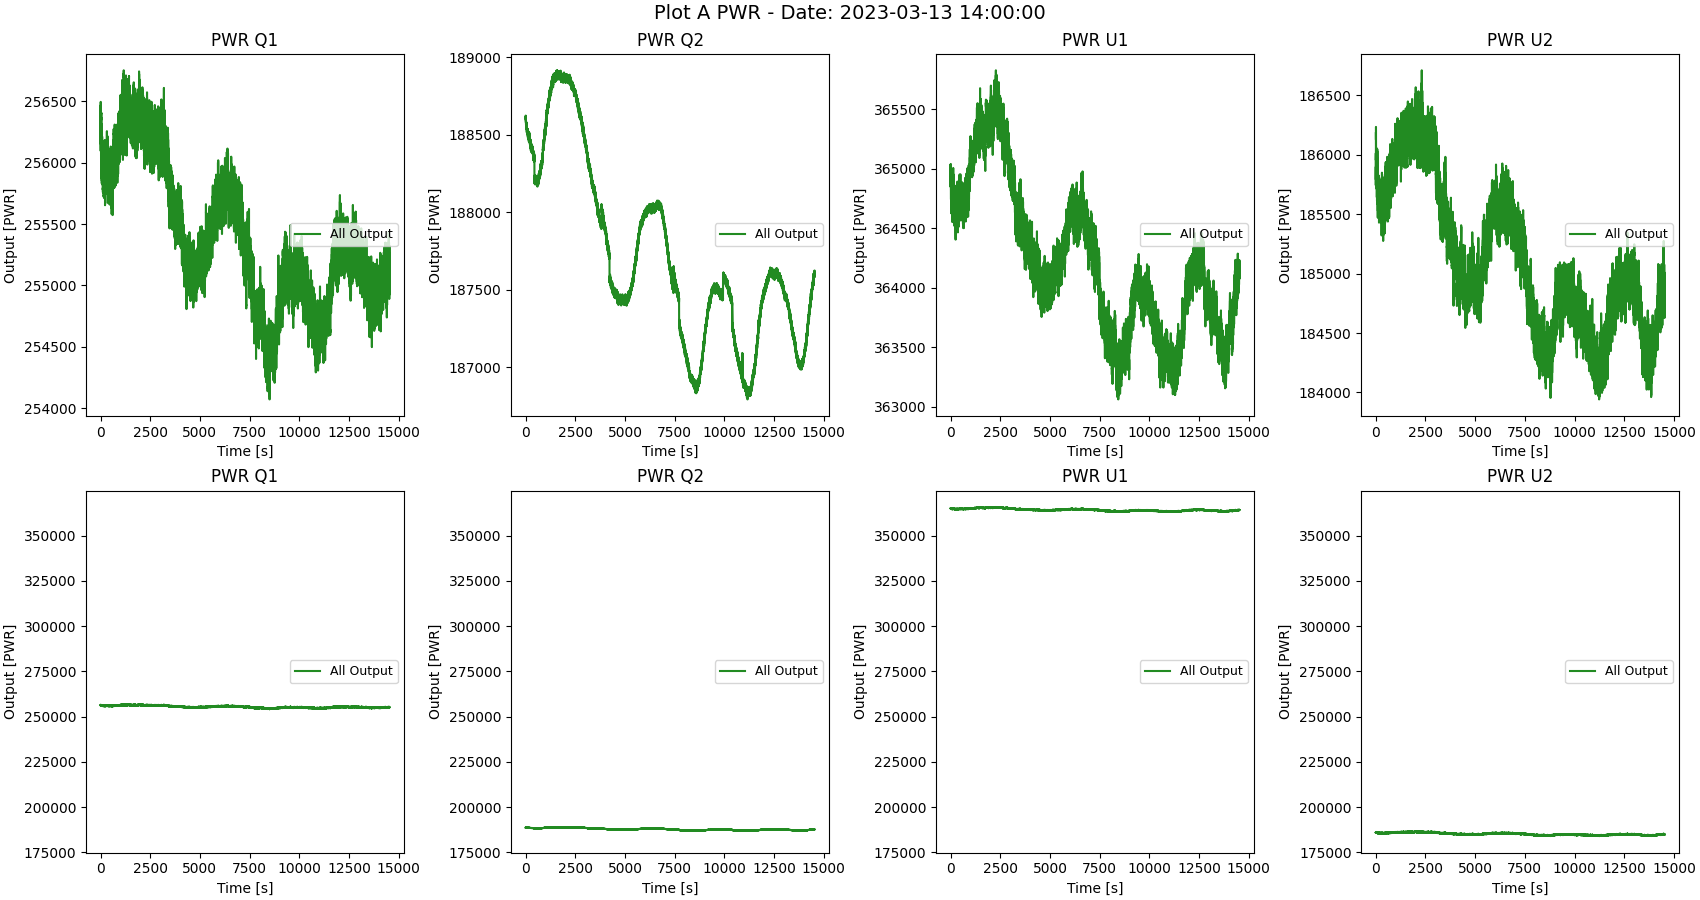 Plot A PWR - Date: 2023-03-13 14:00:00
PWR Q1
Output [PWR]
256500
256000
255500
255000
254500
254000
All Output
0 2500 5000 7500 10000 12500 15000
Time [s]
PWR Q2
Output [PWR]
189000
188500
188000
187500
187000
All Output
0 2500 5000 7500 10000 12500 15000
Time [s]
PWR U1
Output [PWR]
365500
365000
364500
364000
363500
363000
All Output
0 2500 5000 7500 10000 12500 15000
Time [s]
PWR U2
Output [PWR]
186500
186000
185500
185000
184500
184000
All Output
0 2500 5000 7500 10000 12500 15000
Time [s]
PWR Q1
Output [PWR]
350000
325000
300000
275000
250000
225000
200000
175000
All Output
0 2500 5000 7500 10000 12500 15000
Time [s]
PWR Q2
Output [PWR]
350000
325000
300000
275000
250000
225000
200000
175000
All Output
0 2500 5000 7500 10000 12500 15000
Time [s]
PWR U1
Output [PWR]
350000
325000
300000
275000
250000
225000
200000
175000
All Output
0 2500 5000 7500 10000 12500 15000
Time [s]
PWR U2
Output [PWR]
350000
325000
300000
275000
250000
225000
200000
175000
All Output
0 2500 5000 7500 10000 12500 15000
Time [s]